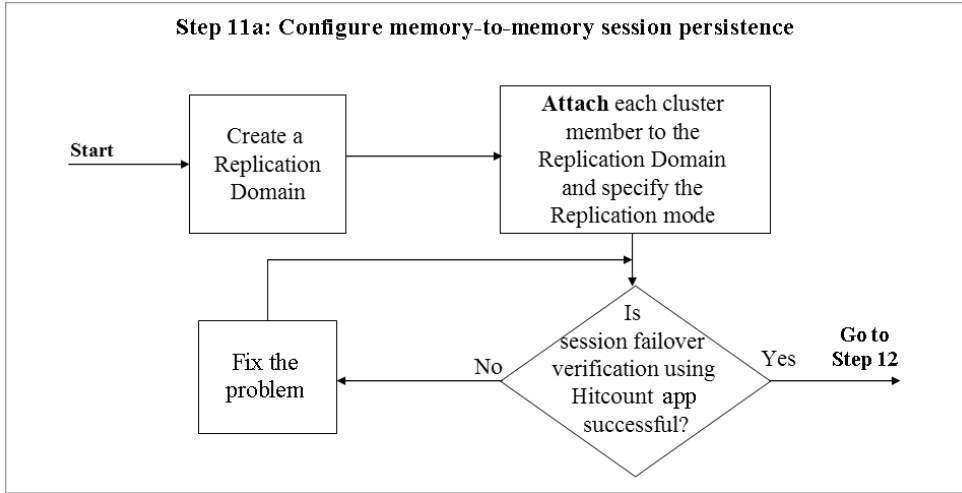 Step 11a: Configure memory-to-memory session persistence
Start
Create a
Replication
Domain
Attach each cluster
member to the
Replication Domain
and specify the
Replication mode
Is
session failover
verification using
Hitcount app
successful?
No
Fix the
problem
Yes
Go to
Step 12